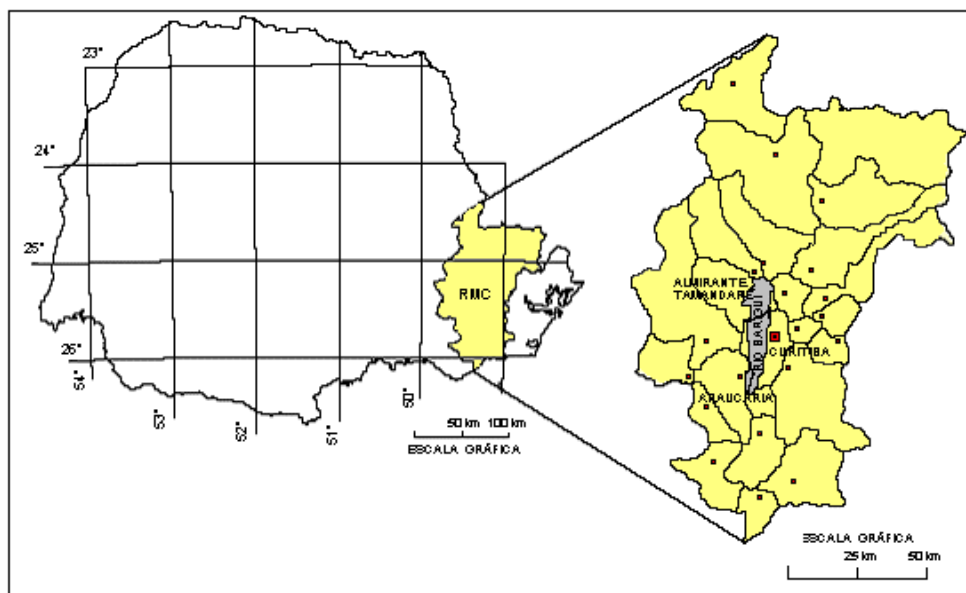 23°
24°
25°
26°
54°
53°
52°
51°
50°
RMC
50 km 100 km
ESCALA GRÁFICA
ALMIRANTE
TAMANDARÉ
RIO BARIGUI
CURITIBA
ARAUCÁRIA
ESCALA GRÁFICA
25 km 50 km